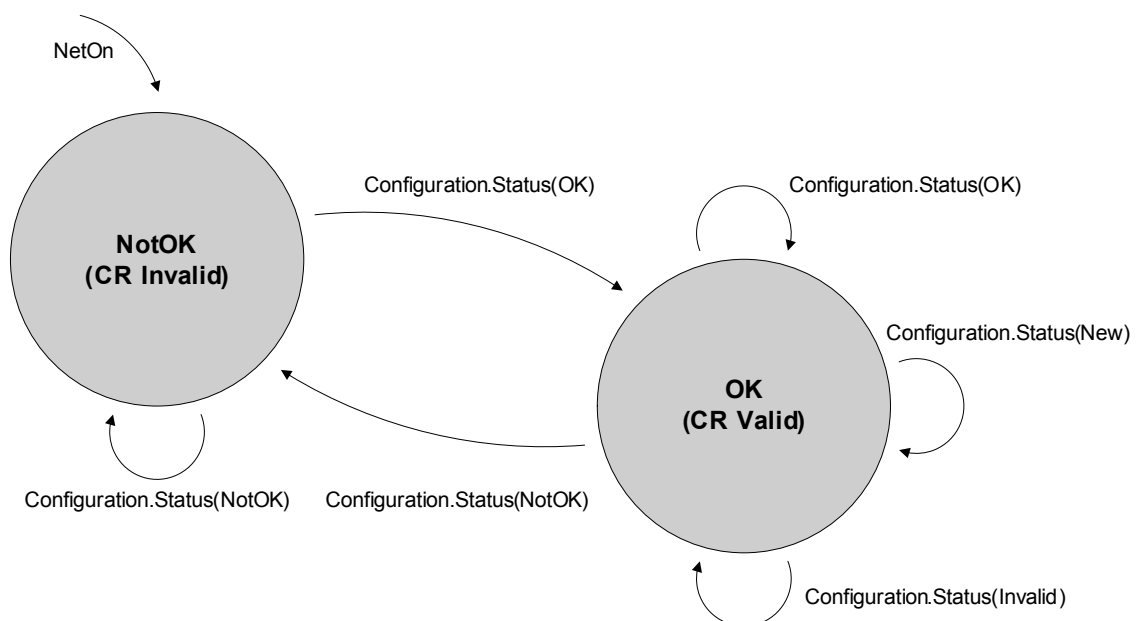 NetOn
Configuration.Status(OK)
Configuration.Status(OK)
NotOK
(CR Invalid)
Configuration.Status(New)
OK
(CR Valid)
Configuration.Status(NotOK)
Configuration.Status(NotOK)
Configuration.Status(Invalid)